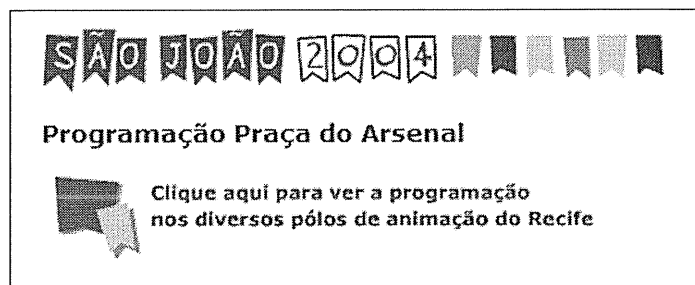 SÃO JOÃO 2004
Programação Praça do Arsenal
Clique aqui para ver a programação
nos diversos pólos de animação do Recife